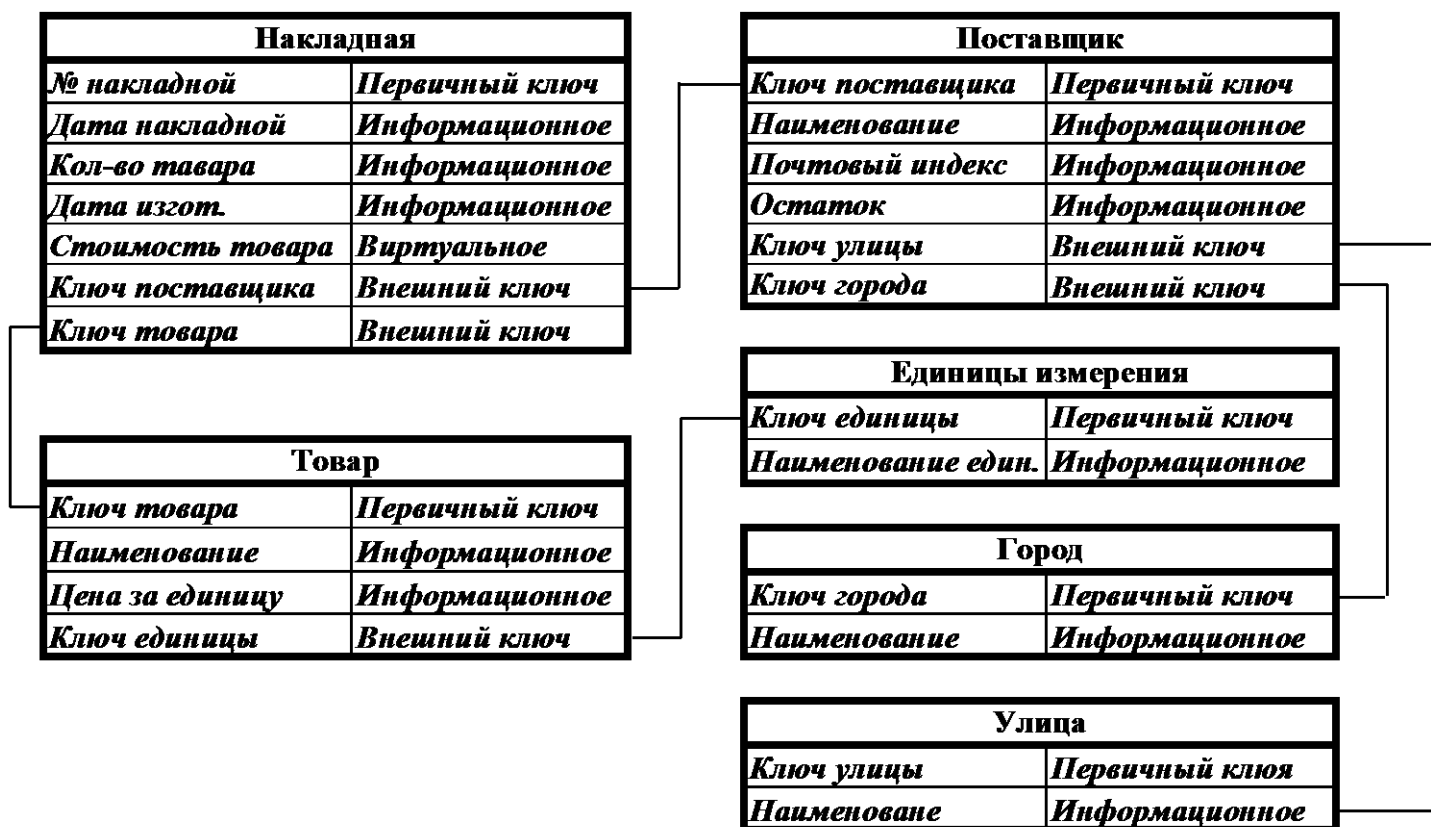 Накладная
№ накладной Первичный ключ
Дата накладной Информационное
Кол-во тавара Информационное
Дата изгот. Информационное
Стоимость товара Виртуальное
Ключ поставщика Внешний ключ
Ключ товара Внешний ключ
Поставщик
Ключ поставщика Первичный ключ
Наименование Информационное
Почтовый индекс Информационное
Остаток Информационное
Ключ улицы Внешний ключ
Ключ города Внешний ключ
Единицы измерения
Ключ единицы Первичный ключ
Наименование един. Информационное
Товар
Ключ товара Первичный ключ
Наименование Информационное
Цена за единицу Информационное
Ключ единицы Внешний ключ
Город
Ключ города Первичный ключ
Наименование Информационное
Улица
Ключ улицы Первичный клюя
Наименоване Информационное